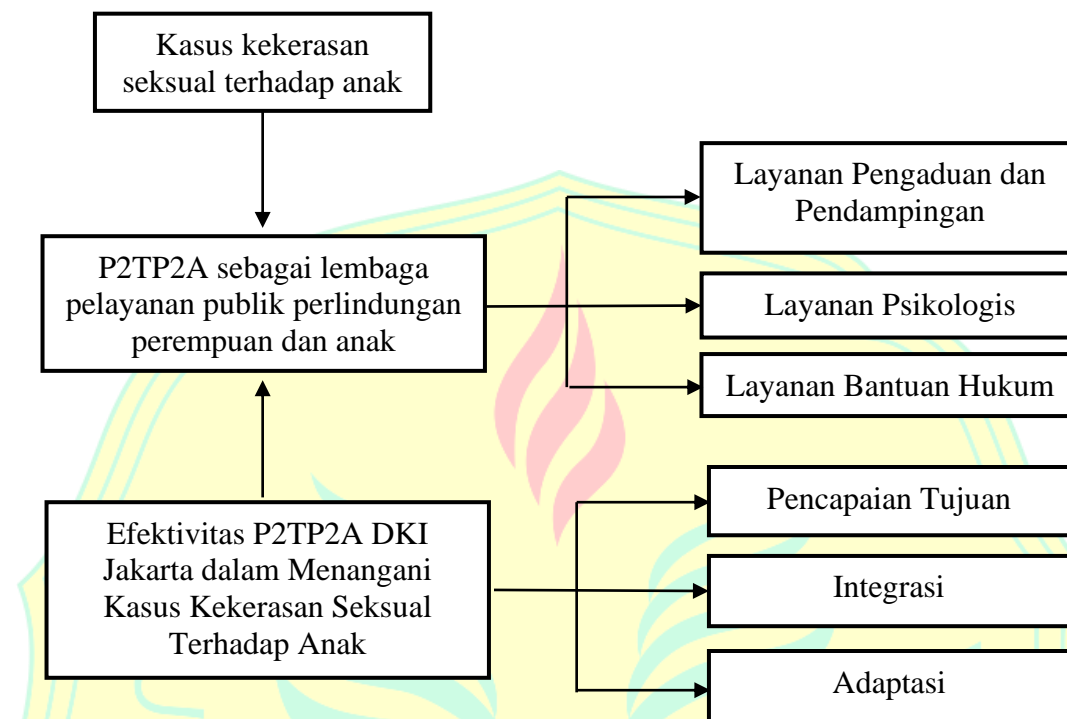 Kasus kekerasan
seksual terhadap anak
Layanan Pengaduan dan
Pendampingan
P2TP2A sebagai lembaga
pelayanan publik perlindungan
perempuan dan anak
Layanan Psikologis
Layanan Bantuan Hukum
Efektivitas P2TP2A DKI
Jakarta dalam Menangani
Kasus Kekerasan Seksual
Terhadap Anak
Pencapaian Tujuan
Integrasi
Adaptasi